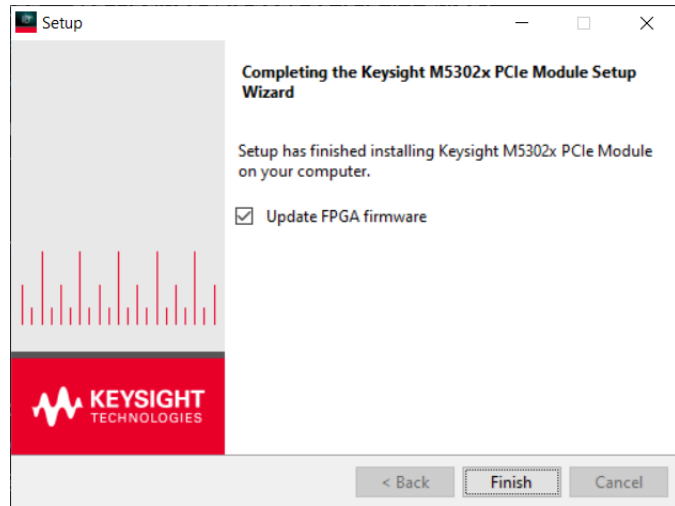 Setup
Completing the Keysight M5302x PCIe Module Setup
Wizard
Setup has finished installing Keysight M5302x PCIe Module
on your computer.
Update FPGA firmware
KEYSIGHT
TECHNOLOGIES
< Back
Finish
Cancel